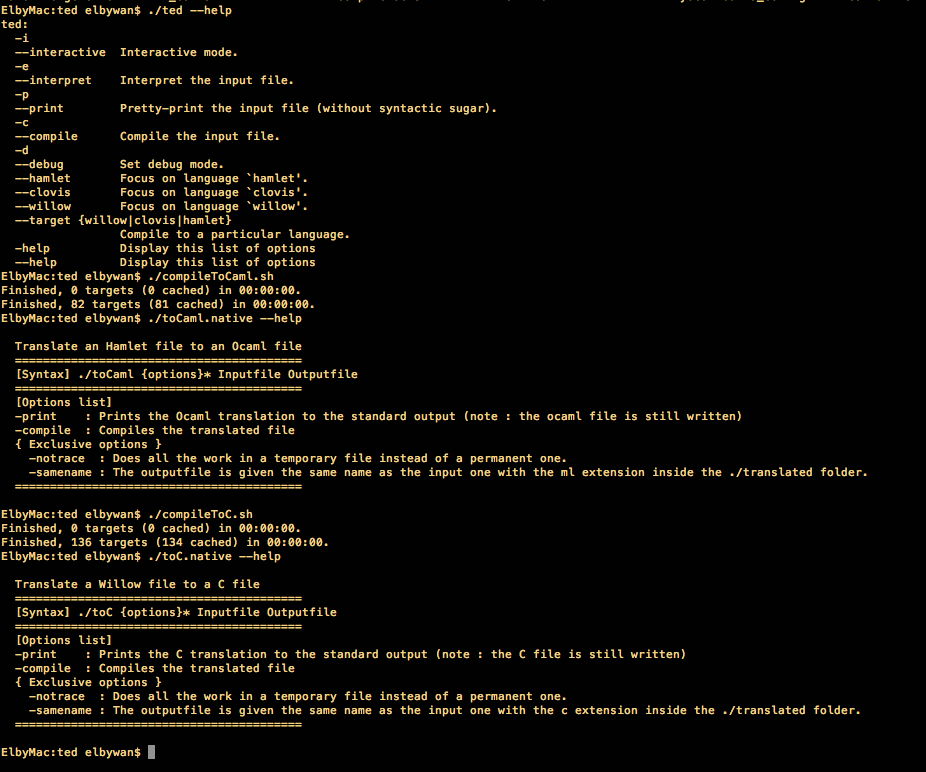 ElbyMac:ted elbywan$ ./ted --help
ted:
  -i
  --interactive  Interactive mode.
  -e
  --interpret    Interpret the input file.
  -p
  --print        Pretty-print the input file (without syntactic sugar).
  -c
  --compile      Compile the input file.
  -d
  --debug        Set debug mode.
  --hamlet       Focus on language `hamlet'.
  --clovis       Focus on language `clovis'.
  --willow       Focus on language `willow'.
  --target {willow|clovis|hamlet}
                 Compile to a particular language.
  -help          Display this list of options
  --help         Display this list of options
ElbyMac:ted elbywan$ ./compileToCaml.sh
Finished, 0 targets (0 cached) in 00:00:00.
Finished, 82 targets (81 cached) in 00:00:00.
ElbyMac:ted elbywan$ ./toCaml.native --help

  Translate an Hamlet file to an Ocaml file
  =========================================
  [Syntax] ./toCaml {options}* Inputfile Outputfile
  =========================================
  [Options list]
  -print    : Prints the Ocaml translation to the standard output (note : the ocaml file is still written)
  -compile  : Compiles the translated file
  { Exclusive options }
    -notrace  : Does all the work in a temporary file instead of a permanent one.
    -samename : The outputfile is given the same name as the input one with the ml extension inside the ./translated folder.
  =========================================

ElbyMac:ted elbywan$ ./compileToC.sh
Finished, 0 targets (0 cached) in 00:00:00.
Finished, 136 targets (134 cached) in 00:00:00.
ElbyMac:ted elbywan$ ./toC.native --help

  Translate a Willow file to a C file
  =========================================
  [Syntax] ./toC {options}* Inputfile Outputfile
  =========================================
  [Options list]
  -print    : Prints the C translation to the standard output (note : the C file is still written)
  -compile  : Compiles the translated file
  { Exclusive options }
    -notrace  : Does all the work in a temporary file instead of a permanent one.
    -samename : The outputfile is given the same name as the input one with the c extension inside the ./translated folder.
  =========================================

ElbyMac:ted elbywan$